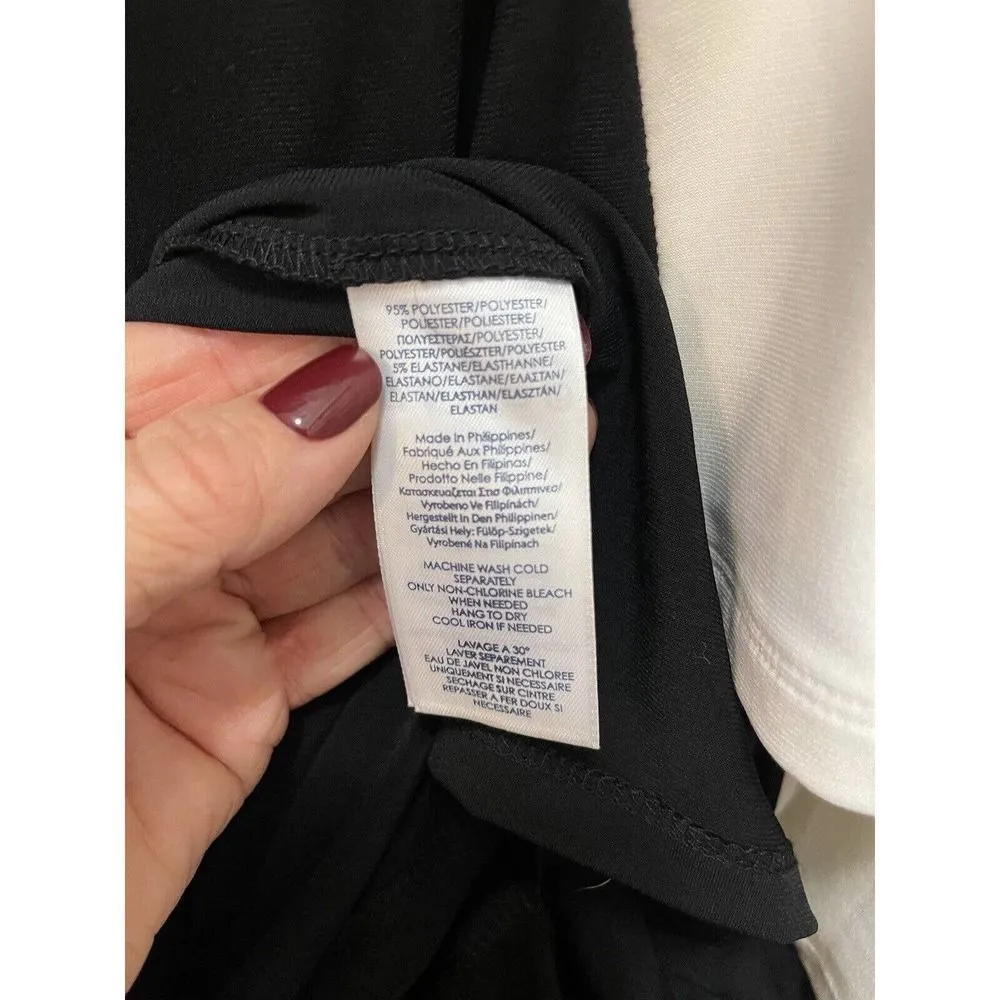 95% POLYESTER/POLYESTER/
POLIESTER/POLIESTERE/
ΠΟΛΥΕΣΤΕΡΑΣ/POLYESTER/
POLYESTER/POLIÉSZTER/POLYESTER
5% ELASTANE/ELASTHANNE/
ELASTANO/ELASTANE/ΕΛΑΣΤΑΝ/
ELASTAN/ELASTHAN/ELASZTÁN/
ELASTAN
Made In Philippines/
Fabriqué Aux Philippines/
Hecho En Filipinas/
Prodotto Nelle Filippine/
Κατασκευαζεται Στισ Φιλιππινεσ/
Vyrobeno Ve Filipínách/
Hergestellt In Den Philippinen/
Gyártási Hely: Fülöp-Szigetek/
Vyrobené Na Filipínach
MACHINE WASH COLD
SEPARATELY
ONLY NON-CHLORINE BLEACH
WHEN NEEDED
HANG TO DRY
COOL IRON IF NEEDED
LAVAGE A 30°
LAVER SEPAREMENT
EAU DE JAVEL NON CHLOREE
UNIQUEMENT SI NECESSAIRE
SECHAGE SUR CINTRE
REPASSER A FER DOUX SI
NECESSAIRE